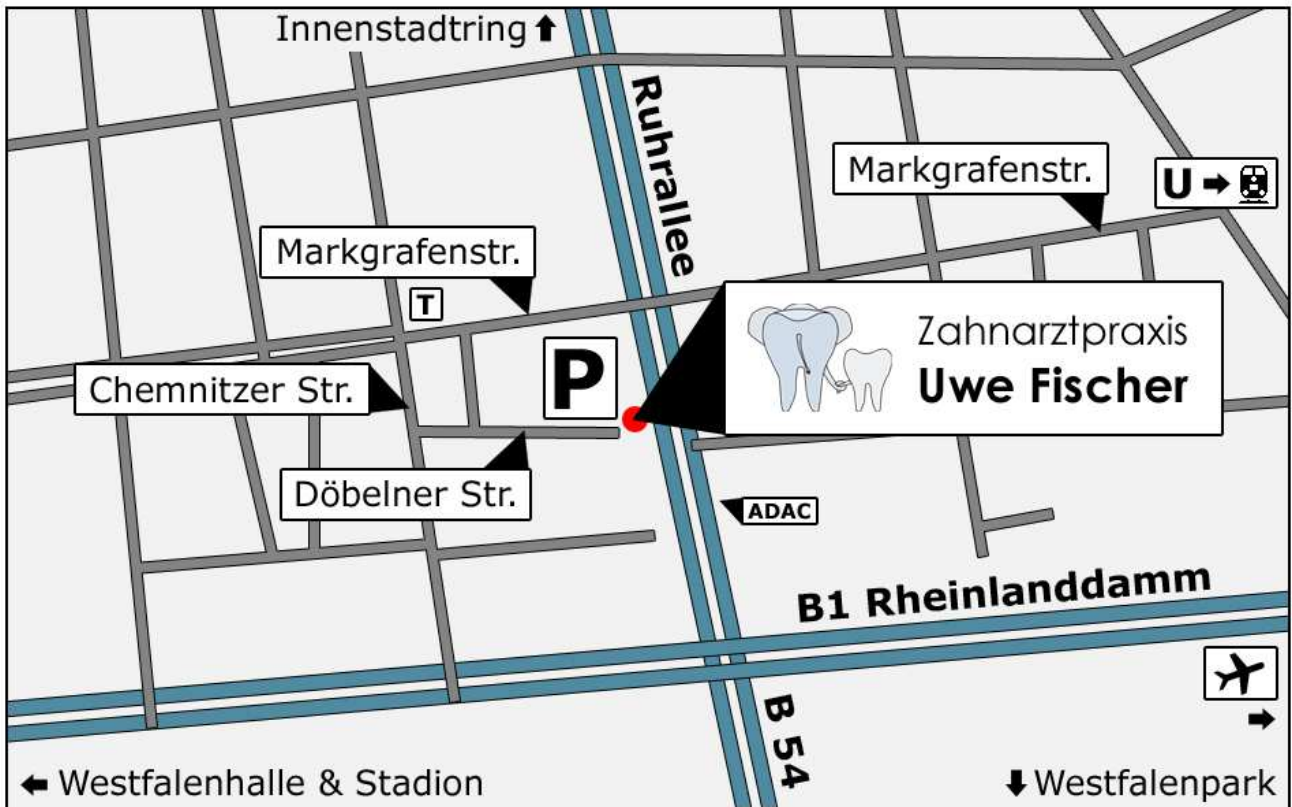 Innenstadtring
Ruhrallee
Markgrafenstr.
U
Markgrafenstr.
T
Zahnarztpraxis
Uwe Fischer
P
Chemnitzer Str.
Döbelner Str.
ADAC
B1 Rheinlanddamm
B 54
Westfalenhalle & Stadion
Westfalenpark